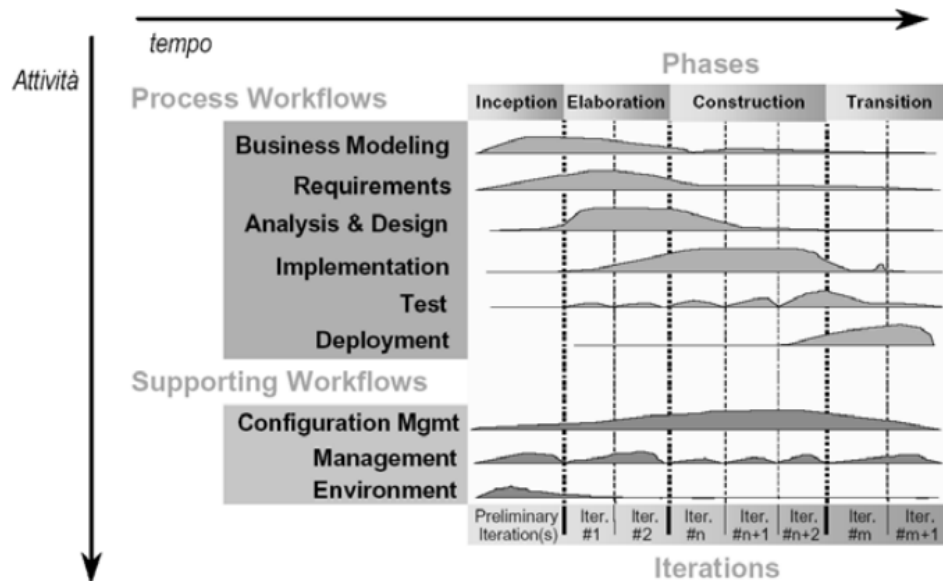 tempo
Attività
Phases
Process Workflows
Inception Elaboration Construction Transition
Business Modeling
Requirements
Analysis & Design
Implementation
Test
Deployment
Supporting Workflows
Configuration Mgmt
Management
Environment
Preliminary Iteration(s)
Iter. #1
Iter. #2
Iter. #n
Iter. #n+1
Iter. #n+2
Iter. #m
Iter. #m+1
Iterations